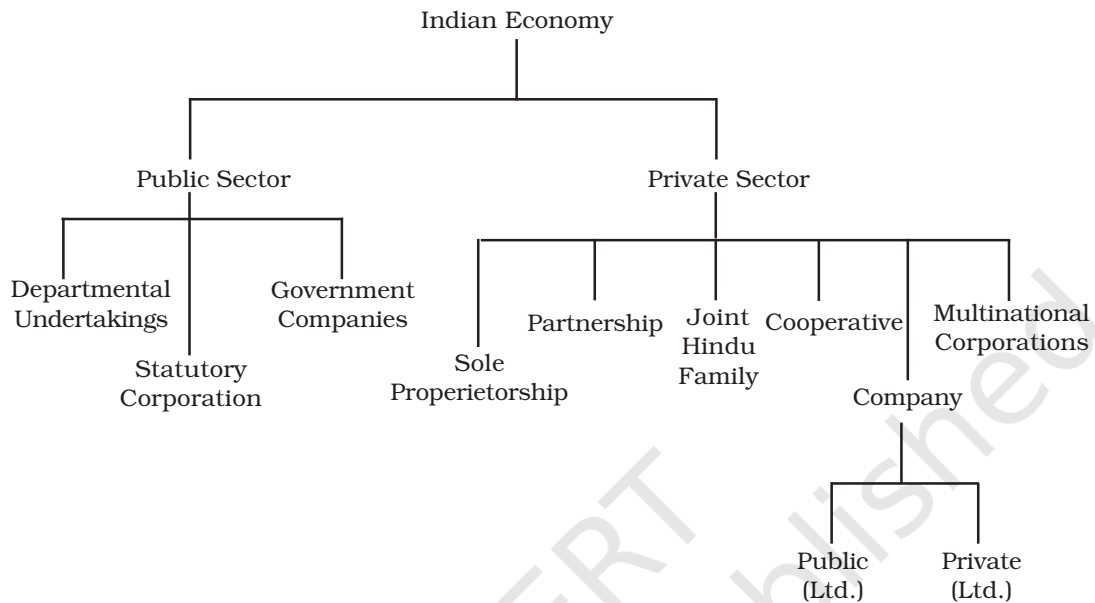 Indian Economy
Public Sector
Private Sector
Departmental
Undertakings
Statutory
Corporation
Government
Companies
Sole
Properietorship
Partnership
Joint
Hindu
Family
Cooperative
Company
Multinational
Corporations
Public
(Ltd.)
Private
(Ltd.)